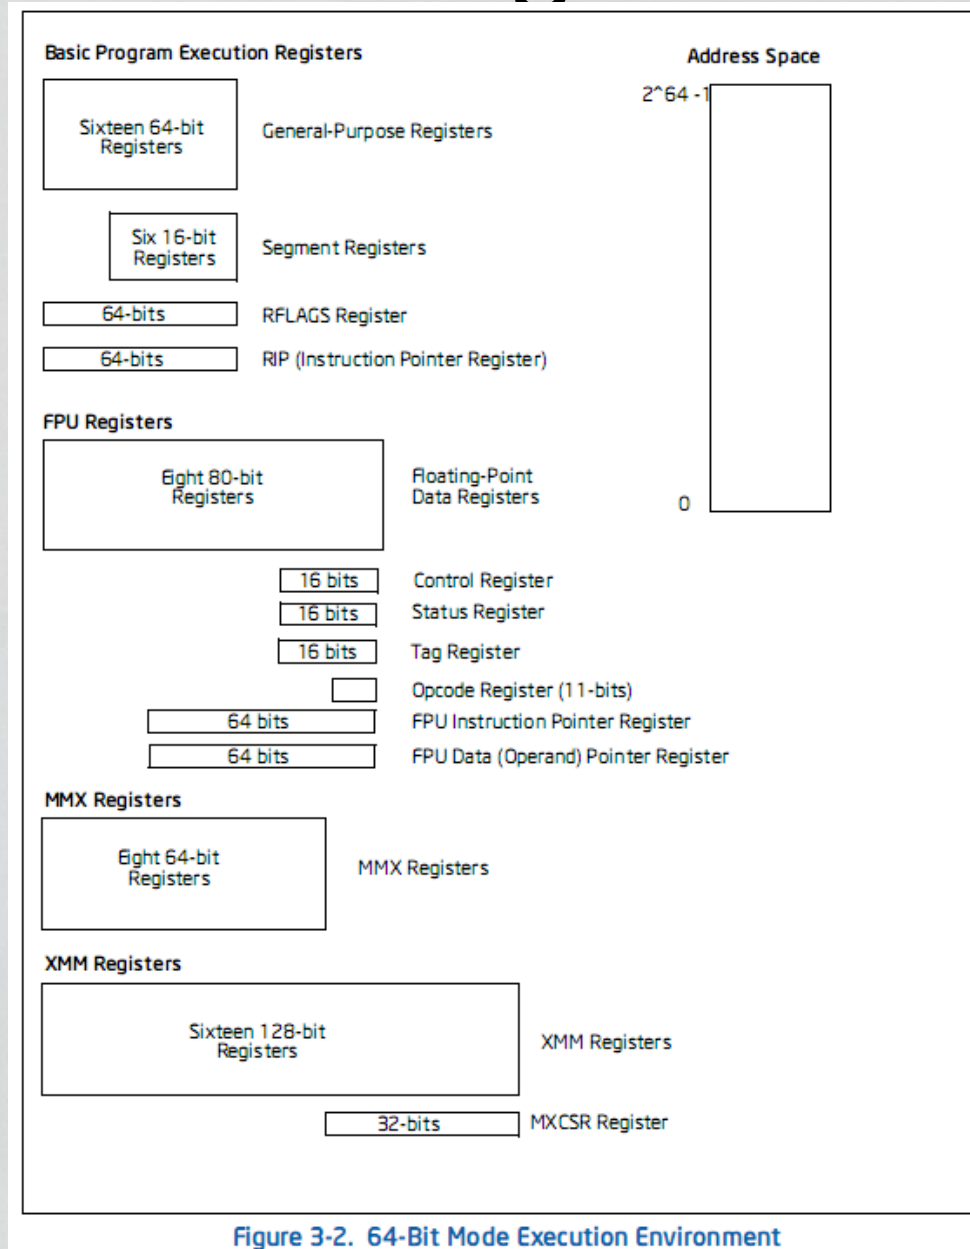 Basic Program Execution Registers
Address Space
2^64 -1
Sixteen 64-bit
Registers
General-Purpose Registers
Six 16-bit
Registers
Segment Registers
64-bits
RFLAGS Register
64-bits
RIP (Instruction Pointer Register)
FPU Registers
Eight 80-bit
Registers
Floating-Point
Data Registers
0
16 bits
Control Register
16 bits
Status Register
16 bits
Tag Register
Opcode Register (11-bits)
64 bits
FPU Instruction Pointer Register
64 bits
FPU Data (Operand) Pointer Register
MMX Registers
Eight 64-bit
Registers
MMX Registers
XMM Registers
Sixteen 128-bit
Registers
XMM Registers
32-bits
MXCSR Register
Figure 3-2. 64-Bit Mode Execution Environment